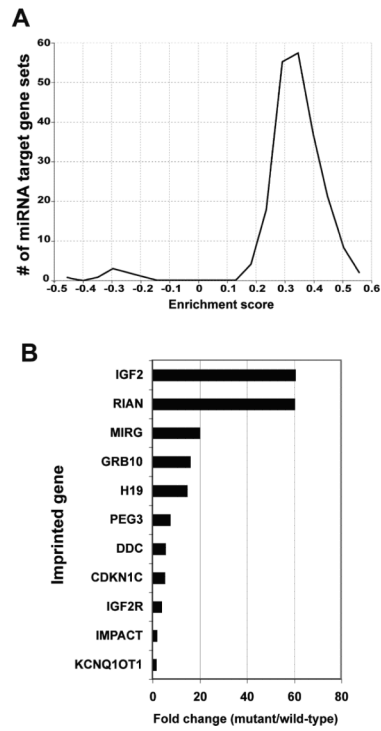 A
# of miRNA target gene sets
60
50
40
30
20
10
0
-0.5 -0.4 -0.3 -0.2 -0.1 0 0.1 0.2 0.3 0.4 0.5 0.6
Enrichment score
B
Imprinted gene
IGF2
RIAN
MIRG
GRB10
H19
PEG3
DDC
CDKN1C
IGF2R
IMPACT
KCNQ1OT1
0 20 40 60 80
Fold change (mutant/wild-type)